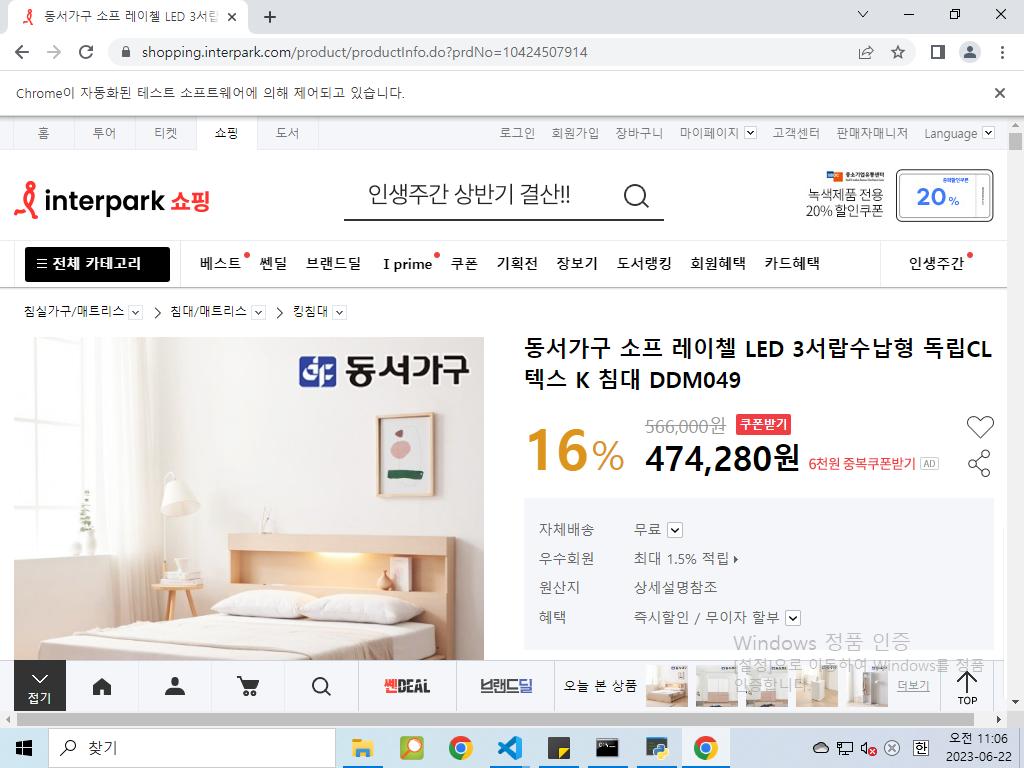 동서가구 소프 레이첼 LED 3서랍
shopping.interpark.com/product/productInfo.do?prdNo=10424507914
Chrome이 자동화된 테스트 소프트웨어에 의해 제어되고 있습니다.
홈 투어 티켓 쇼핑 도서 로그인 회원가입 장바구니 마이페이지 고객센터 판매자매니저 Language
interpark 쇼핑
인생주간 상반기 결산!!
중소기업유통센터
녹색제품 전용
20% 할인쿠폰
중복할인쿠폰
20%
전체 카테고리 베스트 쎈딜 브랜드딜 I prime 쿠폰 기획전 장보기 도서랭킹 회원혜택 카드혜택 인생주간
침실가구/매트리스 침대/매트리스 킹침대
동서가구
동서가구 소프 레이첼 LED 3서랍수납형 독립CL
텍스 K 침대 DDM049
16%
566,000원 쿠폰받기
474,280원 6천원 중복쿠폰받기 AD
자체배송 무료
우수회원 최대 1.5% 적립
원산지 상세설명참조
혜택 즉시할인 / 무이자 할부
Windows 정품 인증
[설정]으로 이동하여 Windows를 정품
인증합니다.
접기
쎈DEAL
브랜드딜
오늘 본 상품
더보기
TOP
찾기
한
오전 11:06
2023-06-22